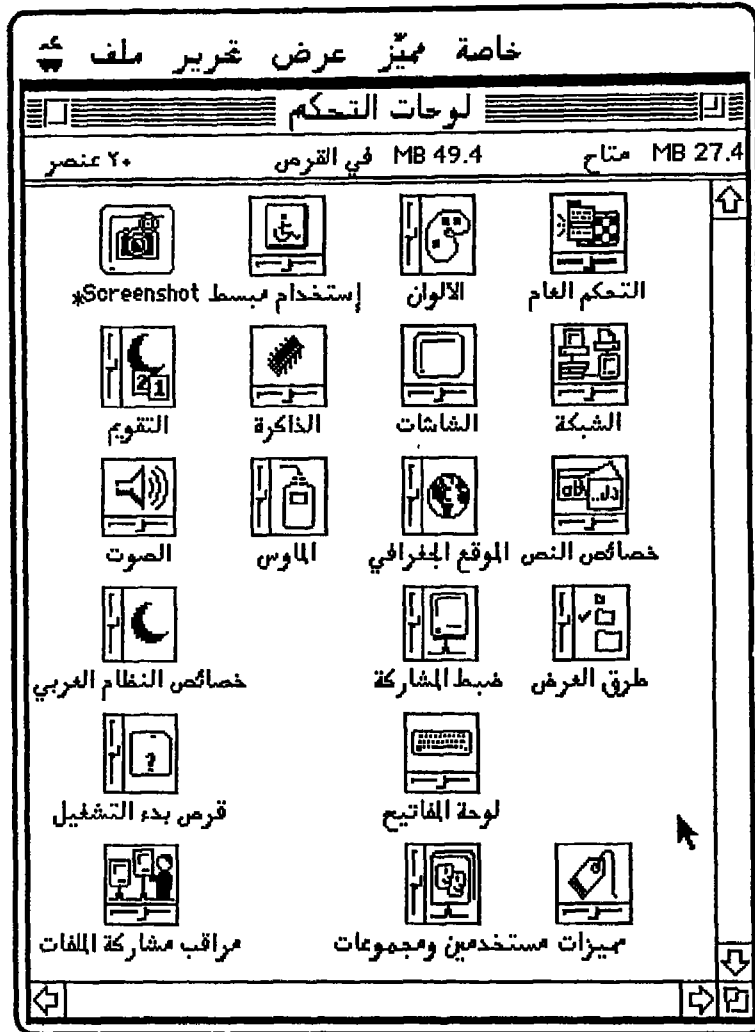 خاصة مميّز عرض تحرير ملف
لوحات التحكم
27.4 MB متاح 49.4 MB في القرص ٢٠ عنصر
التحكم العام الألوان إستخدام مبسط Screenshot*
الشبكة الشاشات الذاكرة التقويم
خصائص النص الموقع الجغرافي الماوس الصوت
طرق العرض ضبط المشاركة خصائص النظام العربي
لوحة المفاتيح قرص بدء التشغيل
مميزات مستخدمين ومجموعات مراقب مشاركة الملفات